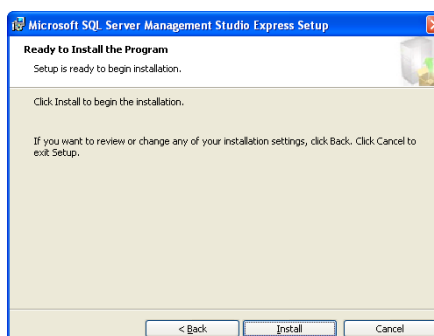 Microsoft SQL Server Management Studio Express Setup
Ready to Install the Program
Setup is ready to begin installation.
Click Install to begin the installation.
If you want to review or change any of your installation settings, click Back. Click Cancel to
exit Setup.
< Back
Install
Cancel